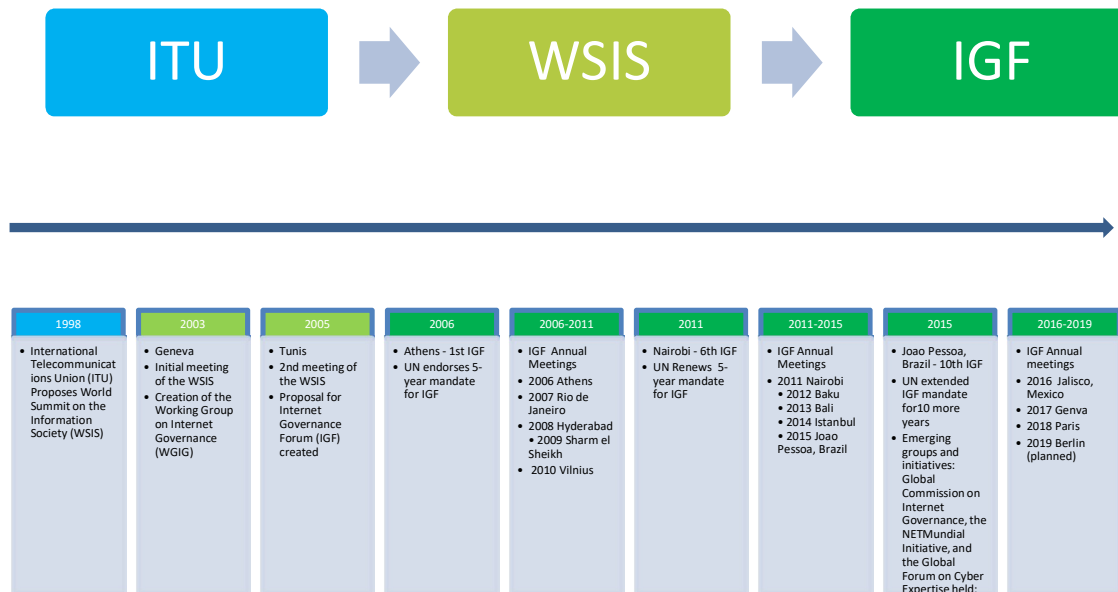 ITU
WSIS
IGF
1998
• International
Telecommunicat
ions Union (ITU)
Proposes World
Summit on the
Information
Society (WSIS)
2003
• Geneva
• Initial meeting
of the WSIS
• Creation of the
Working Group
on Internet
Governance
(WGIG)
2005
• Tunis
• 2nd meeting of
the WSIS
• Proposal for
Internet
Governance
Forum (IGF)
created
2006
• Athens - 1st IGF
• UN endorses 5-
year mandate
for IGF
2006-2011
• IGF Annual
Meetings
• 2006 Athens
• 2007 Rio de
Janeiro
• 2008 Hyderabad
• 2009 Sharm el
Sheikh
• 2010 Vilnius
2011
• Nairobi - 6th IGF
• UN Renews 5-
year mandate
for IGF
2011-2015
• IGF Annual
Meetings
• 2011 Nairobi
• 2012 Baku
• 2013 Bali
• 2014 Istanbul
• 2015 Joao
Pessoa, Brazil
2015
• Joao Pessoa,
Brazil - 10th IGF
• UN extended
IGF mandate
for10 more
years
• Emerging
groups and
initiatives:
Global
Commission on
Internet
Governance, the
NETMundial
Initiative, and
the Global
Forum on Cyber
Expertise held;
2016-2019
• IGF Annual
meetings
• 2016 Jalisco,
Mexico
• 2017 Genva
• 2018 Paris
• 2019 Berlin
(planned)